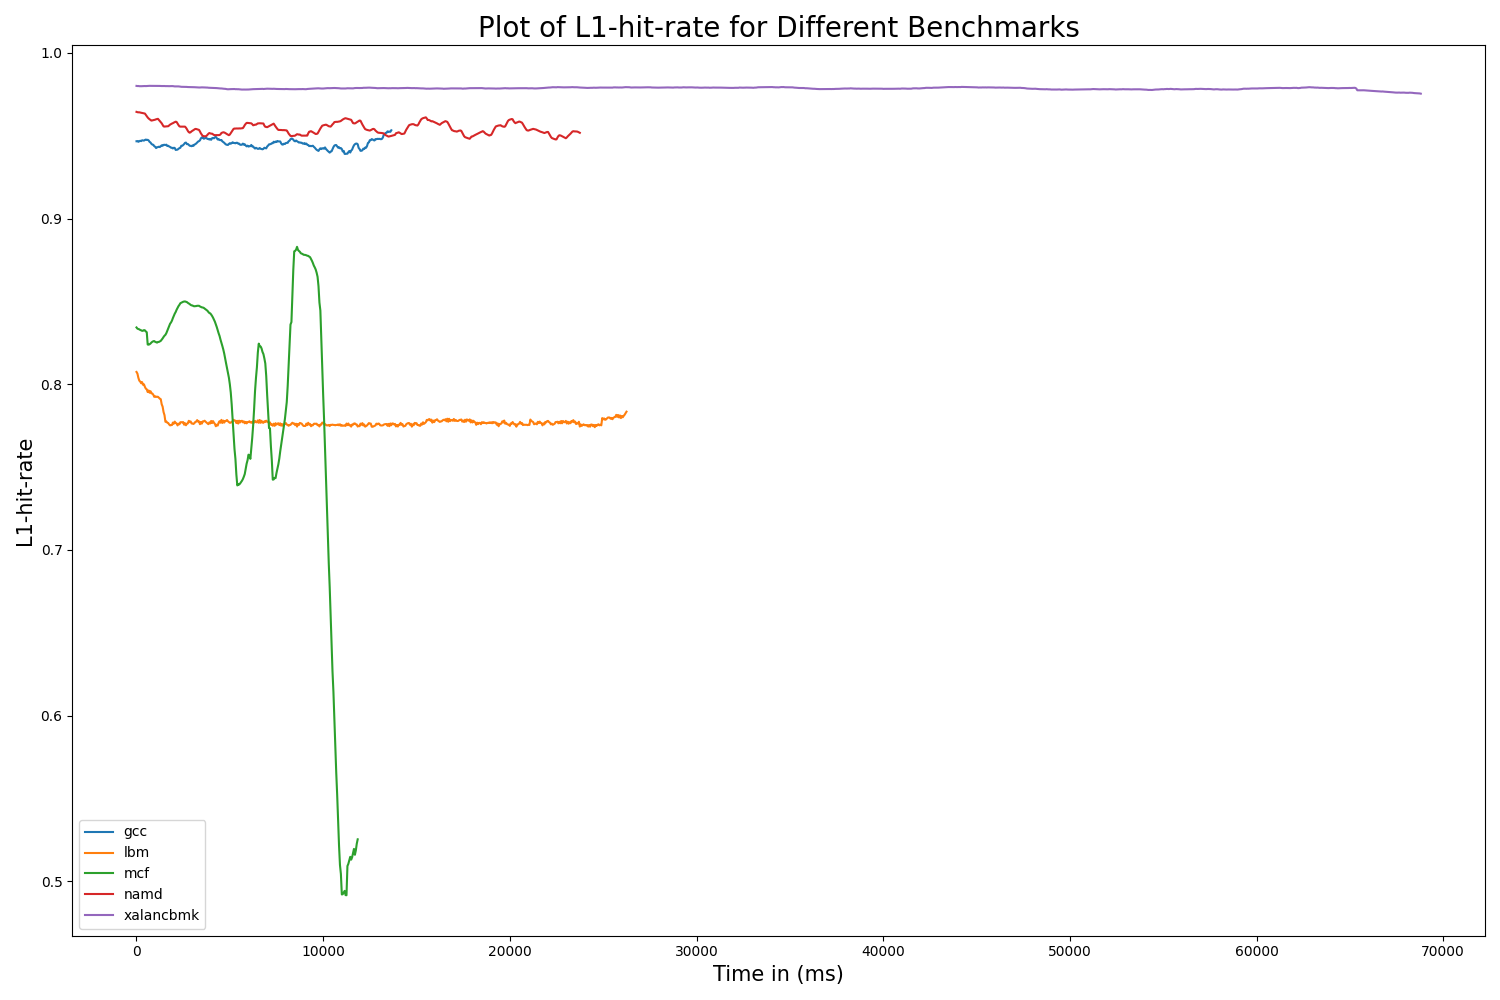 Plot of L1-hit-rate for Different Benchmarks
1.0
0.9
0.8
0.7
0.6
0.5
L1-hit-rate
gcc
lbm
mcf
namd
xalancbmk
0 10000 20000 30000 40000 50000 60000 70000
Time in (ms)